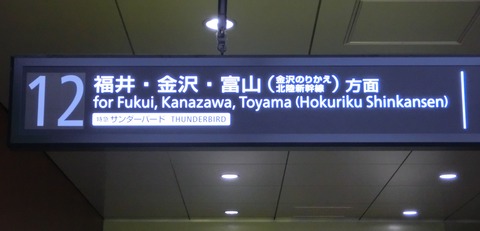 12
福井・金沢・富山（金沢のりかえ 北陸新幹線）方面
for Fukui, Kanazawa, Toyama (Hokuriku Shinkansen)
特急 サンダーバード THUNDERBIRD